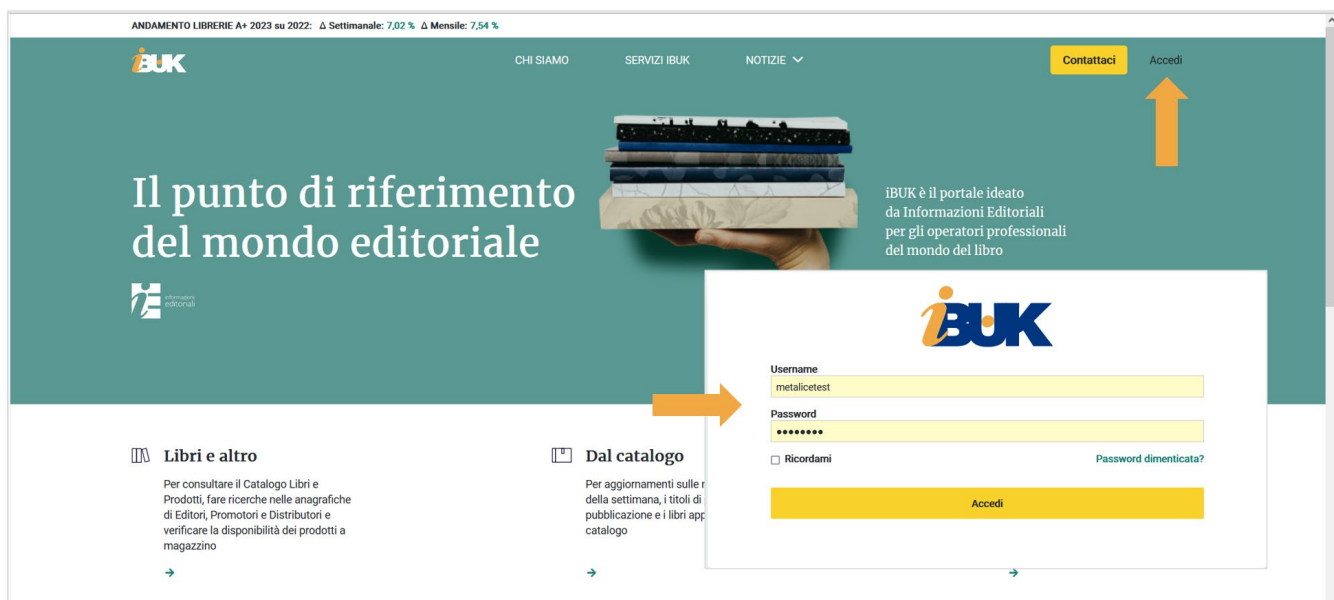 ANDAMENTO LIBRERIE A+ 2023 su 2022: Δ Settimanale: 7,02 % Δ Mensile: 7,54 %
iBUK
CHI SIAMO
SERVIZI IBUK
NOTIZIE
Contattaci
Accedi
Il punto di riferimento
del mondo editoriale
iBUK è il portale ideato
da Informazioni Editoriali
per gli operatori professionali
del mondo del libro
iE informazioni
editoriali
iBUK
Username
metalicetest
Password
••••••••
Ricordami
Password dimenticata?
Accedi
Libri e altro
Per consultare il Catalogo Libri e
Prodotti, fare ricerche nelle anagrafiche
di Editori, Promotori e Distributori e
verificare la disponibilità dei prodotti a
magazzino
Dal catalogo
Per aggiornamenti sulle
della settimana, i titoli di
pubblicazione e i libri app
catalogo